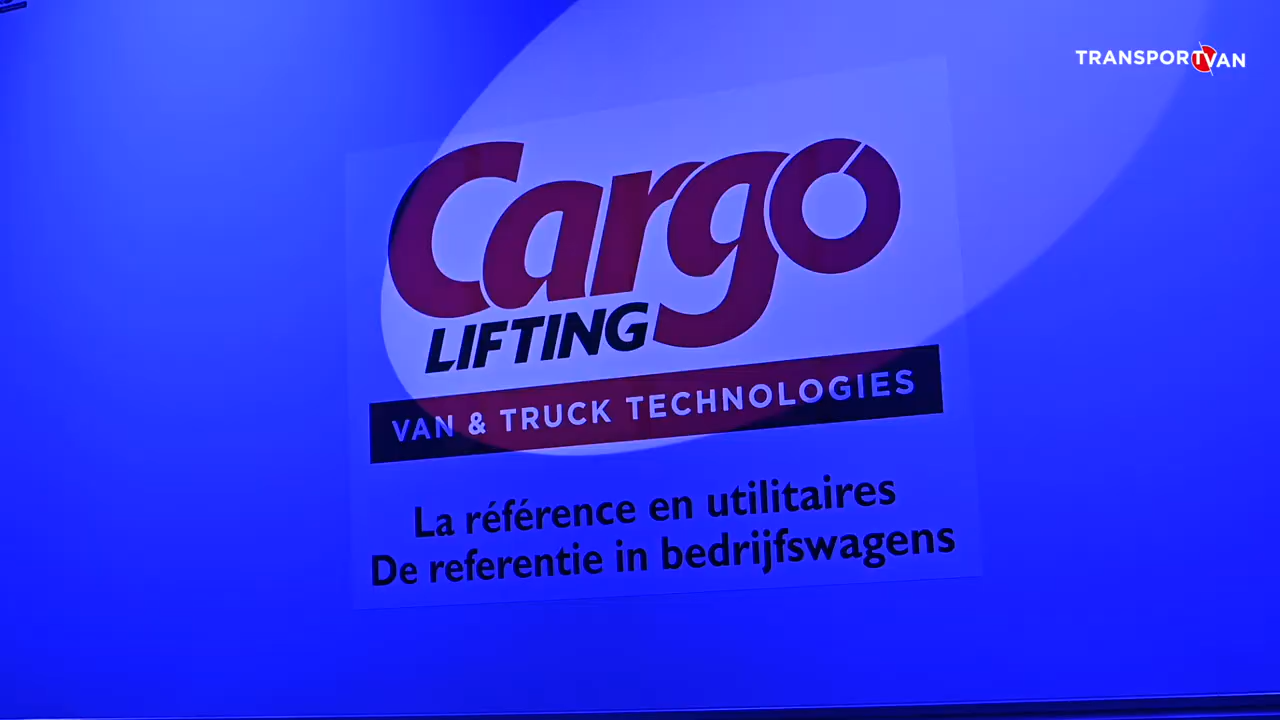 TRANSPORTVAN
Cargo
LIFTING
VAN & TRUCK TECHNOLOGIES
La référence en utilitaires
De referentie in bedrijfswagens